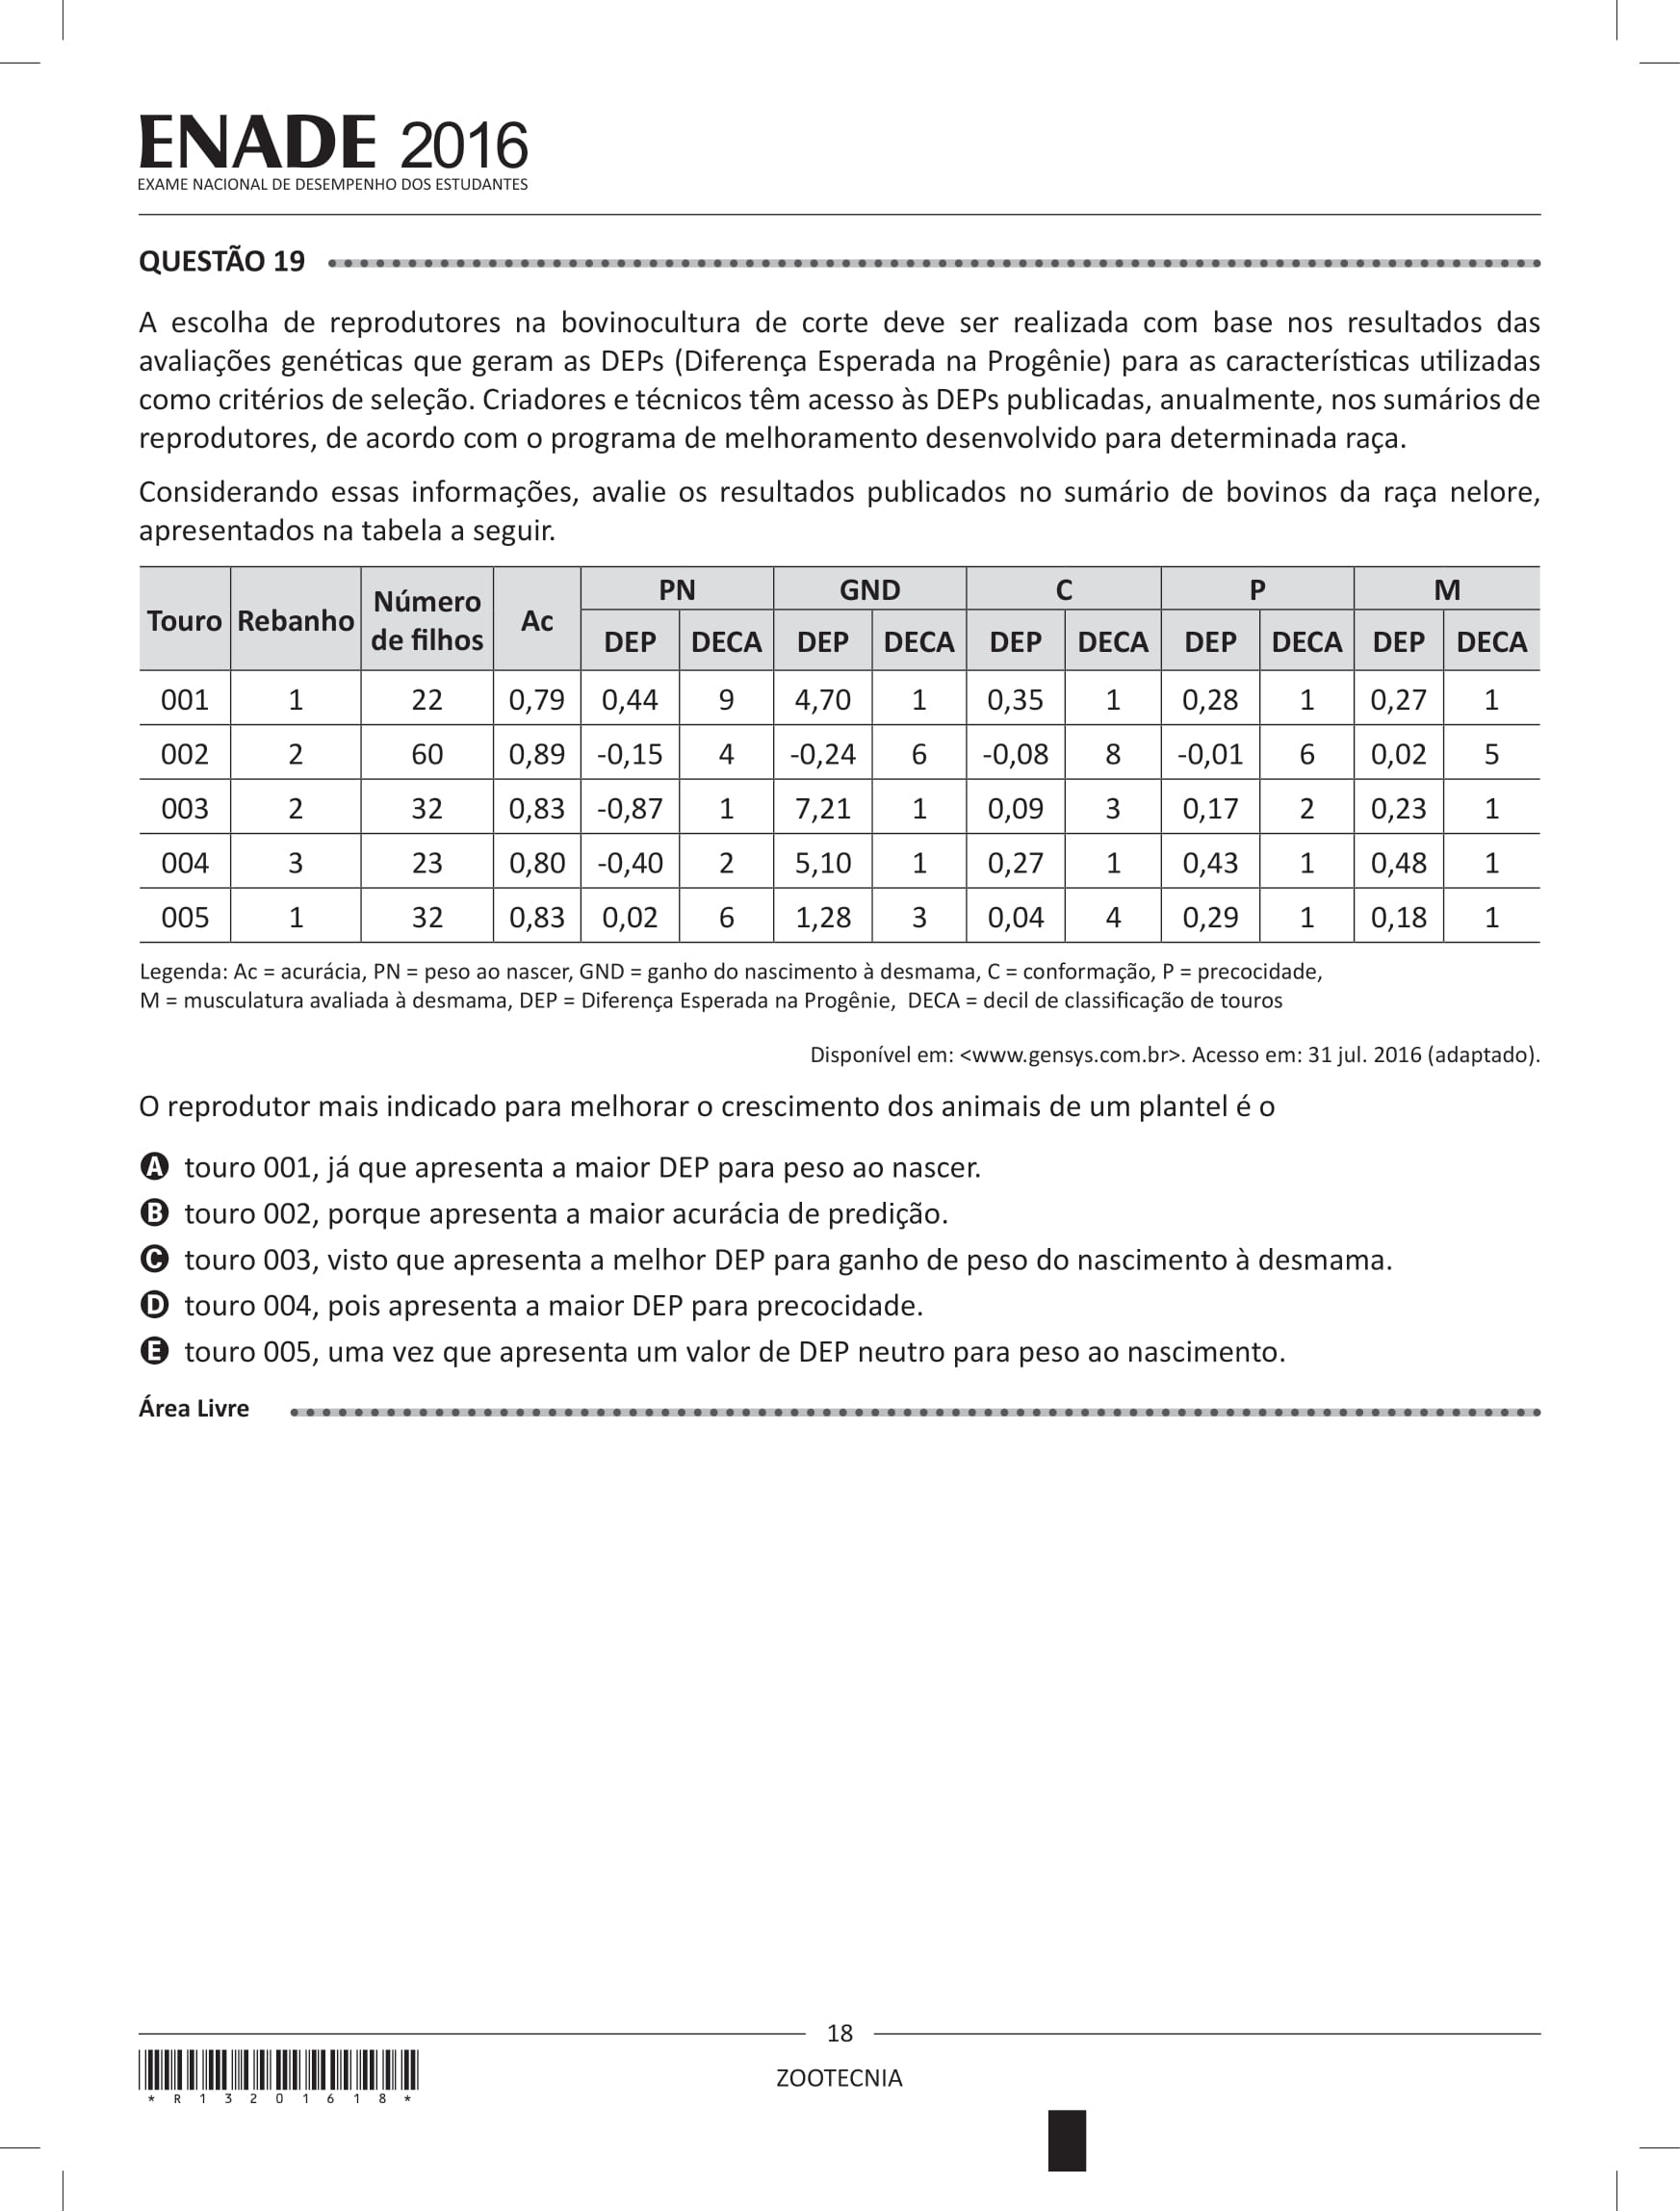 ENADE 2016
EXAME NACIONAL DE DESEMPENHO DOS ESTUDANTES
QUESTÃO 19
A escolha de reprodutores na bovinocultura de corte deve ser realizada com base nos resultados das
avaliações genéticas que geram as DEPs (Diferença Esperada na Progênie) para as características utilizadas
como critérios de seleção. Criadores e técnicos têm acesso às DEPs publicadas, anualmente, nos sumários de
reprodutores, de acordo com o programa de melhoramento desenvolvido para determinada raça.
Considerando essas informações, avalie os resultados publicados no sumário de bovinos da raça nelore,
apresentados na tabela a seguir.
Touro Rebanho Número de filhos Ac PN GND C P M
DEP DECA DEP DECA DEP DECA DEP DECA DEP DECA
001 1 22 0,79 0,44 9 4,70 1 0,35 1 0,28 1 0,27 1
002 2 60 0,89 -0,15 4 -0,24 6 -0,08 8 -0,01 6 0,02 5
003 2 32 0,83 -0,87 1 7,21 1 0,09 3 0,17 2 0,23 1
004 3 23 0,80 -0,40 2 5,10 1 0,27 1 0,43 1 0,48 1
005 1 32 0,83 0,02 6 1,28 3 0,04 4 0,29 1 0,18 1
Legenda: Ac = acurácia, PN = peso ao nascer, GND = ganho do nascimento à desmama, C = conformação, P = precocidade,
M = musculatura avaliada à desmama, DEP = Diferença Esperada na Progênie, DECA = decil de classificação de touros
Disponível em: <www.gensys.com.br>. Acesso em: 31 jul. 2016 (adaptado).
O reprodutor mais indicado para melhorar o crescimento dos animais de um plantel é o
A touro 001, já que apresenta a maior DEP para peso ao nascer.
B touro 002, porque apresenta a maior acurácia de predição.
C touro 003, visto que apresenta a melhor DEP para ganho de peso do nascimento à desmama.
D touro 004, pois apresenta a maior DEP para precocidade.
E touro 005, uma vez que apresenta um valor de DEP neutro para peso ao nascimento.
Área Livre
18
ZOOTECNIA
* R 1 3 2 0 1 6 1 8 *